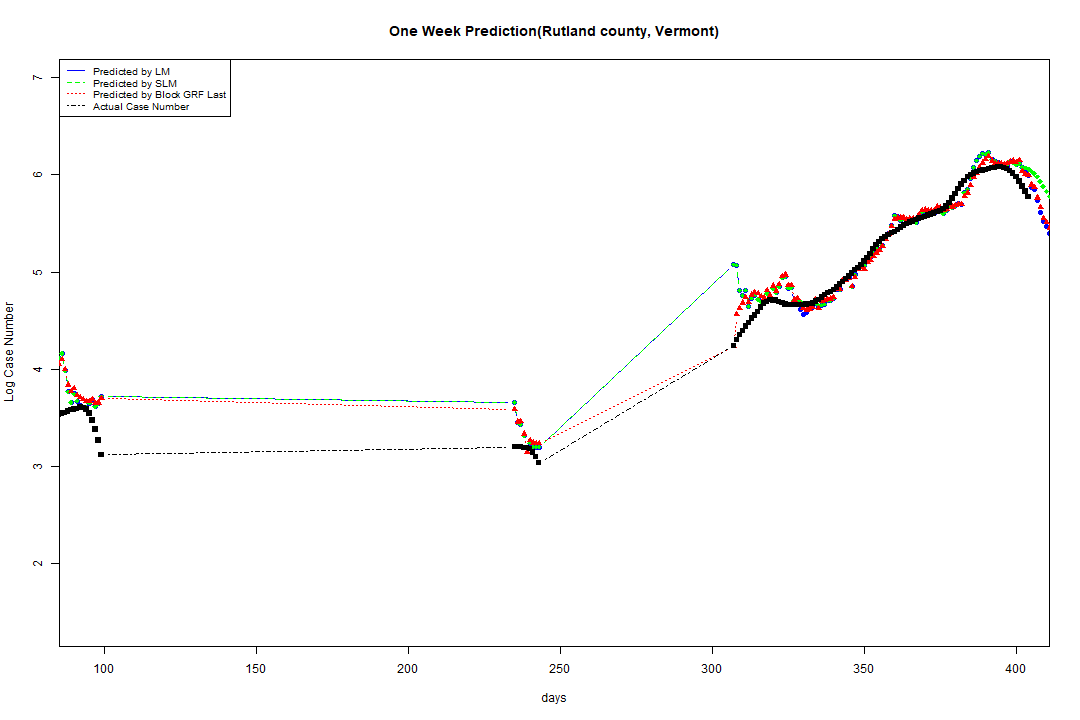 One Week Prediction(Rutland county, Vermont)
Predicted by LM
Predicted by SLM
Predicted by Block GRF Last
Actual Case Number
7
6
5
4
3
2
Log Case Number
100 150 200 250 300 350 400
days